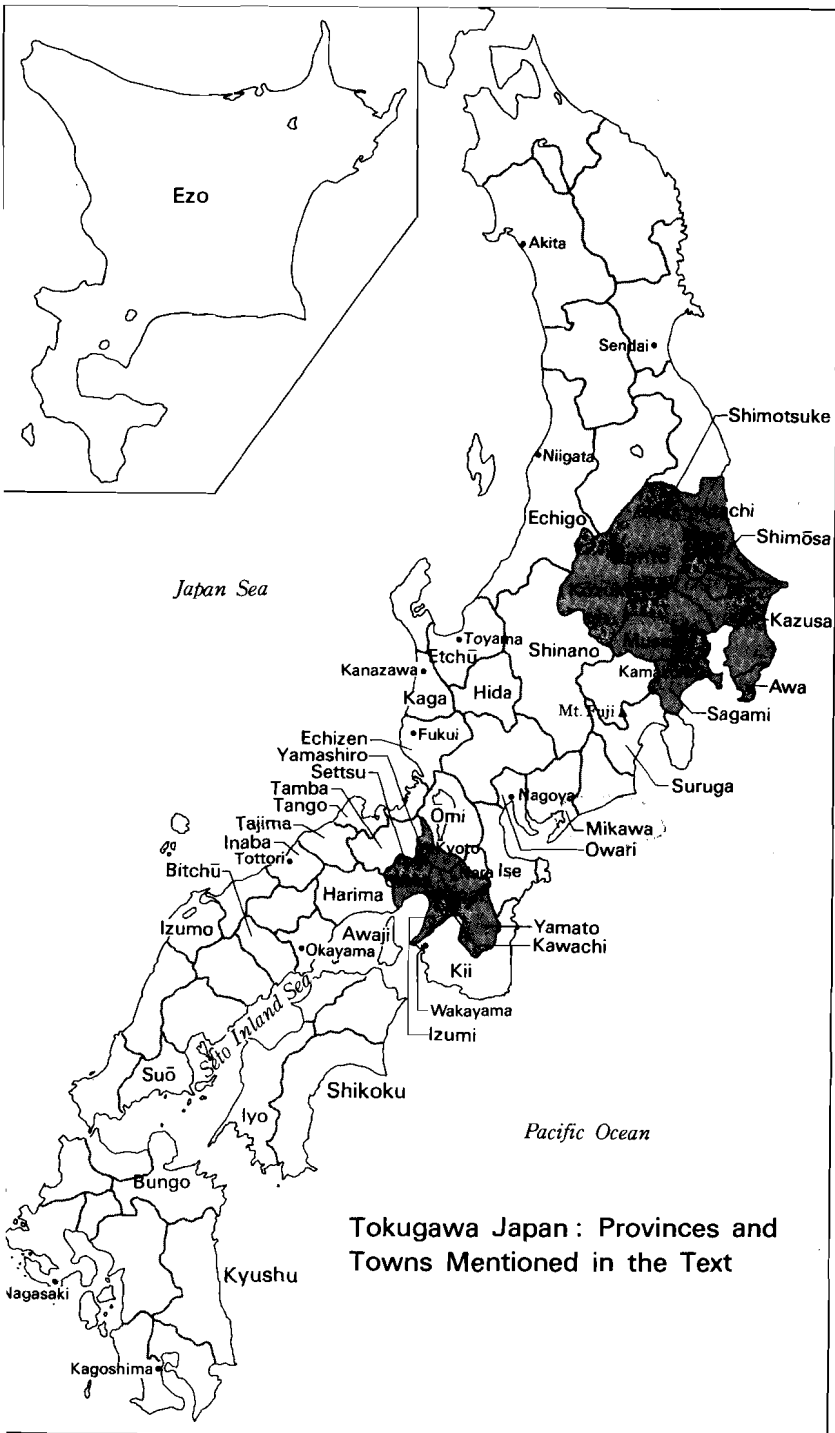 Ezo
Akita
Sendai
Shimotsuke
Niigata
Echigo
Shimōsa
Japan Sea
Kazusa
Toyama
Etchū
Shinano
Kanazawa
Kaga
Hida
Awa
Sagami
Mt. Fuji
Echizen
Fukui
Yamashiro
Settsu
Suruga
Tamba
Tango
Nagoya
Omi
Mikawa
Tajima
Owari
Inaba
Kyoto
Tottori
Nara
Ise
Bitchū
Harima
Izumo
Awaji
Yamato
Okayama
Kawachi
Kii
Seto Inland Sea
Wakayama
Izumi
Suō
Shikoku
Iyo
Pacific Ocean
Bungo
Tokugawa Japan : Provinces and
Towns Mentioned in the Text
Kyushu
Nagasaki
Kagoshima